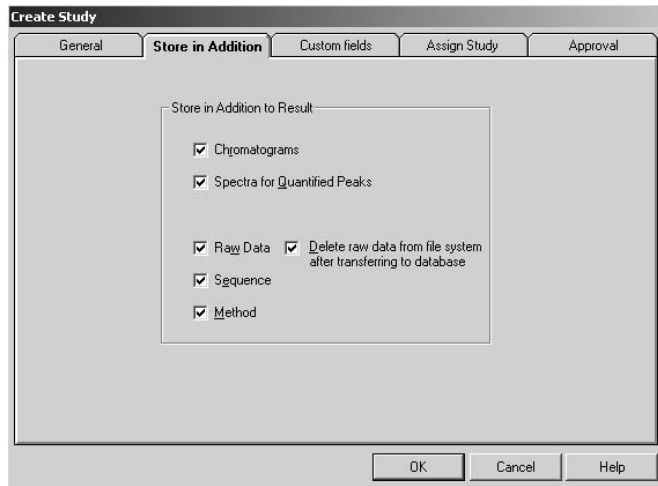 Create Study
General Store in Addition Custom fields Assign Study Approval
Store in Addition to Result
Chromatograms
Spectra for Quantified Peaks
Raw Data Delete raw data from file system
after transferring to database
Sequence
Method
OK Cancel Help